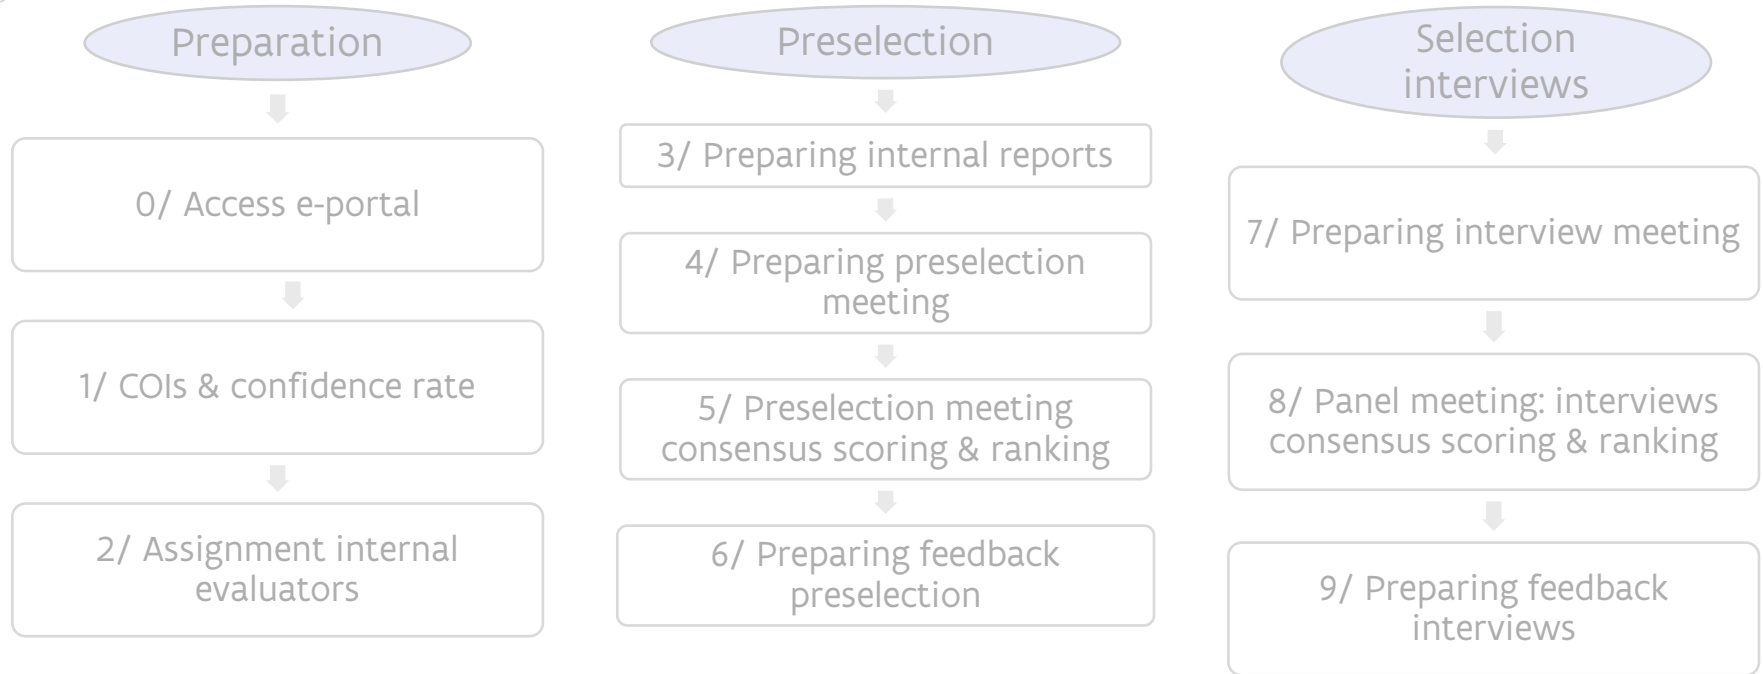 Preparation
0/ Access e-portal
1/ COIs & confidence rate
2/ Assignment internal
evaluators
Preselection
3/ Preparing internal reports
4/ Preparing preselection
meeting
5/ Preselection meeting
consensus scoring & ranking
6/ Preparing feedback
preselection
Selection
interviews
7/ Preparing interview meeting
8/ Panel meeting: interviews
consensus scoring & ranking
9/ Preparing feedback
interviews